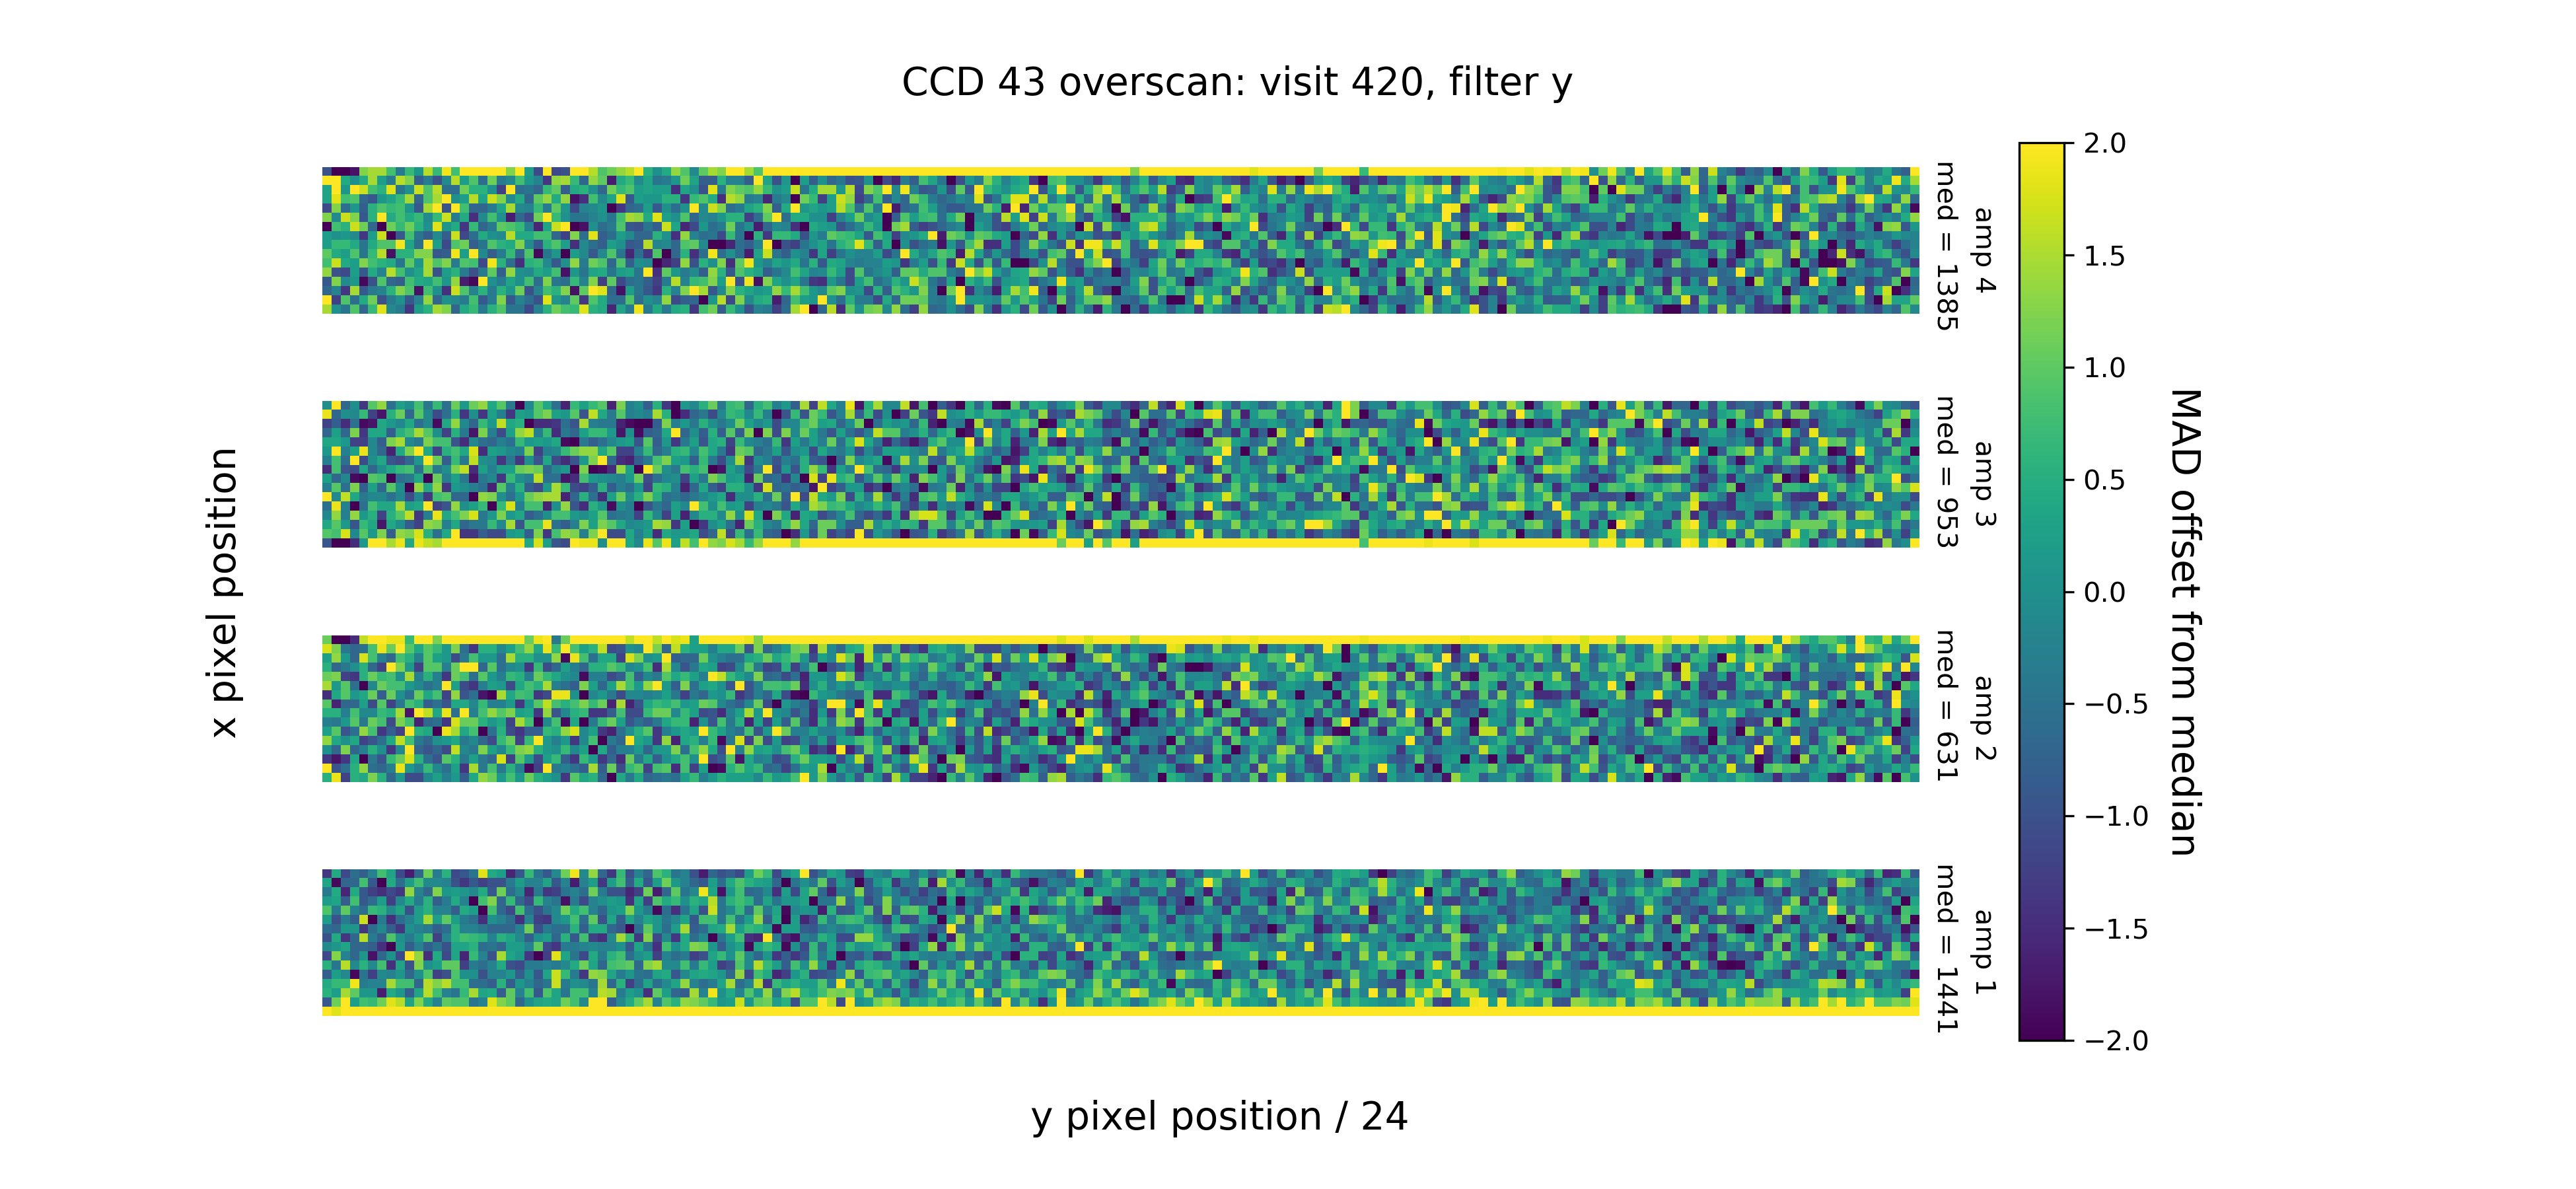 CCD 43 overscan: visit 420, filter y
x pixel position
amp 4
med = 1385
amp 3
med = 953
amp 2
med = 631
amp 1
med = 1441
2.0
1.5
1.0
0.5
0.0
−0.5
−1.0
−1.5
−2.0
MAD offset from median
y pixel position / 24